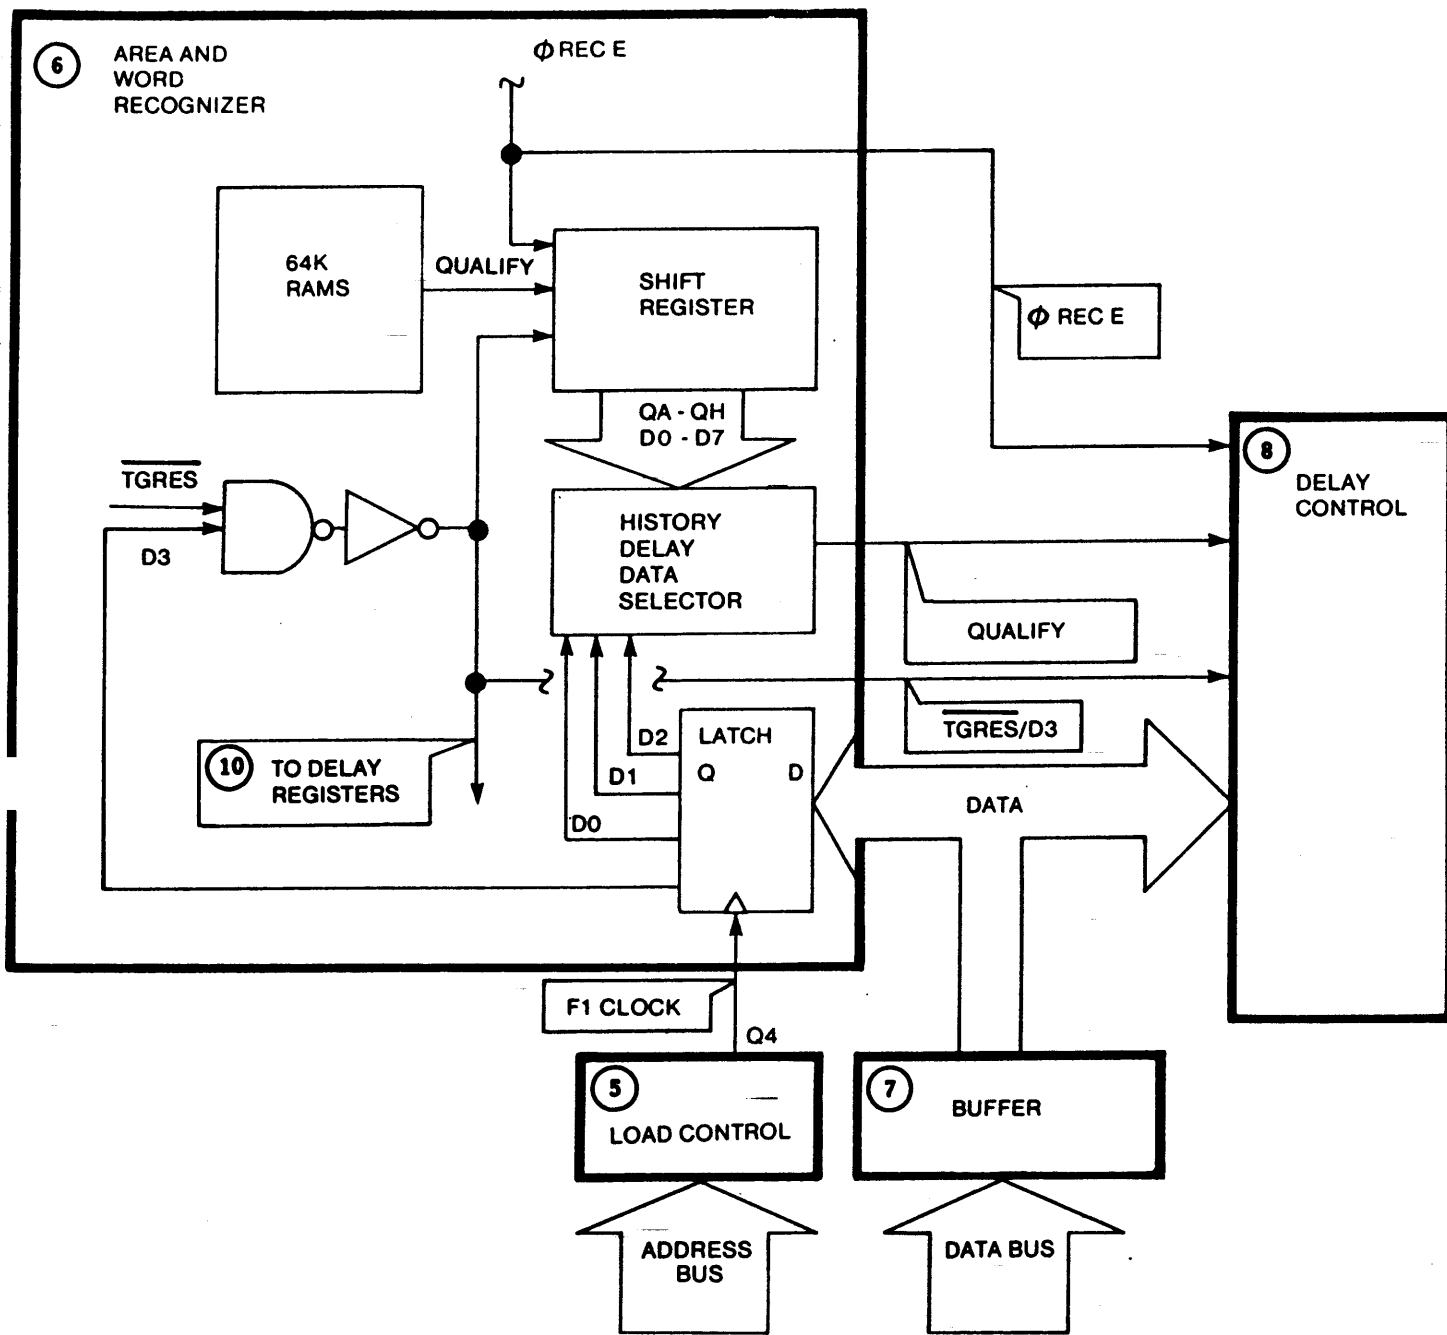 6
AREA AND
WORD
RECOGNIZER
ϕ REC E
64K
RAMS
QUALIFY
SHIFT
REGISTER
ϕ REC E
QA - QH
D0 - D7
TGRES
D3
HISTORY
DELAY
DATA
SELECTOR
8
DELAY
CONTROL
QUALIFY
TGRES/D3
10
TO DELAY
REGISTERS
D2
D1
D0
LATCH
Q D
DATA
F1 CLOCK
Q4
5
LOAD CONTROL
7
BUFFER
ADDRESS
BUS
DATA BUS